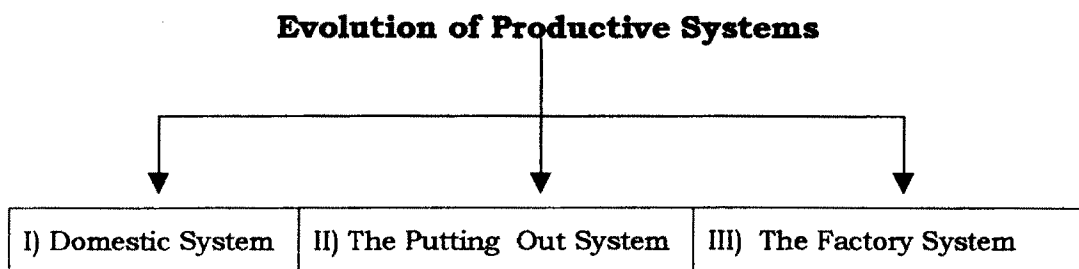 Evolution of Productive Systems
I) Domestic System
II) The Putting Out System
III) The Factory System